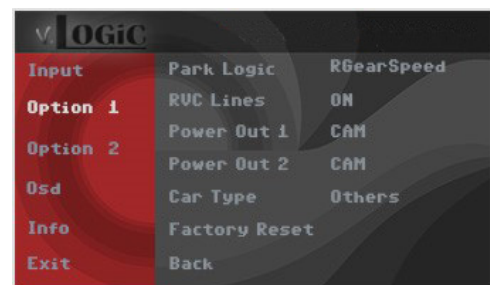 V.LOGiC
Input
Option 1
Option 2
Osd
Info
Exit
Park Logic RGearSpeed
RVC Lines ON
Power Out 1 CAM
Power Out 2 CAM
Car Type Others
Factory Reset
Back